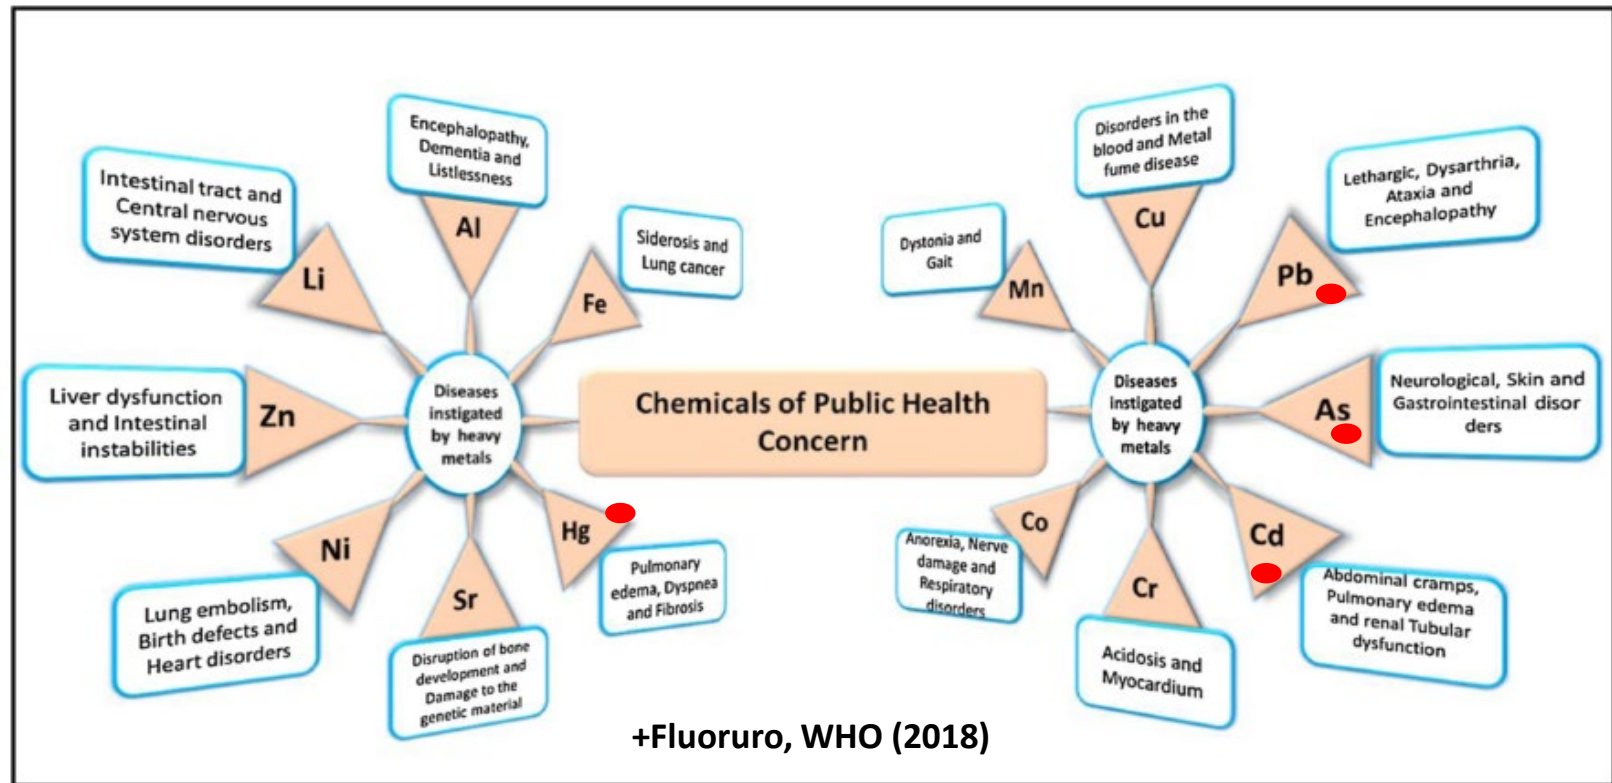 Encephalopathy,
Dementia and
Listlessness
Al
Intestinal tract and
Central nervous
system disorders
Li
Siderosis and
Lung cancer
Fe
Liver dysfunction
and Intestinal
instabilities
Zn
Diseases
instigated
by heavy
metals
Ni
Lung embolism,
Birth defects and
Heart disorders
Sr
Disruption of bone
development and
Damage to the
genetic material
Hg
Pulmonary
edema, Dyspnea
and Fibrosis
Chemicals of Public Health
Concern
Disorders in the
blood and Metal
fume disease
Cu
Dystonia and
Gait
Mn
Lethargic, Dysarthria,
Ataxia and
Encephalopathy
Pb
Diseases
instigated
by heavy
metals
As
Neurological, Skin and
Gastrointestinal disor
ders
Co
Anorexia, Nerve
damage and
Respiratory
disorders
Cr
Acidosis and
Myocardium
Cd
Abdominal cramps,
Pulmonary edema
and renal Tubular
dysfunction
+Fluoruro, WHO (2018)